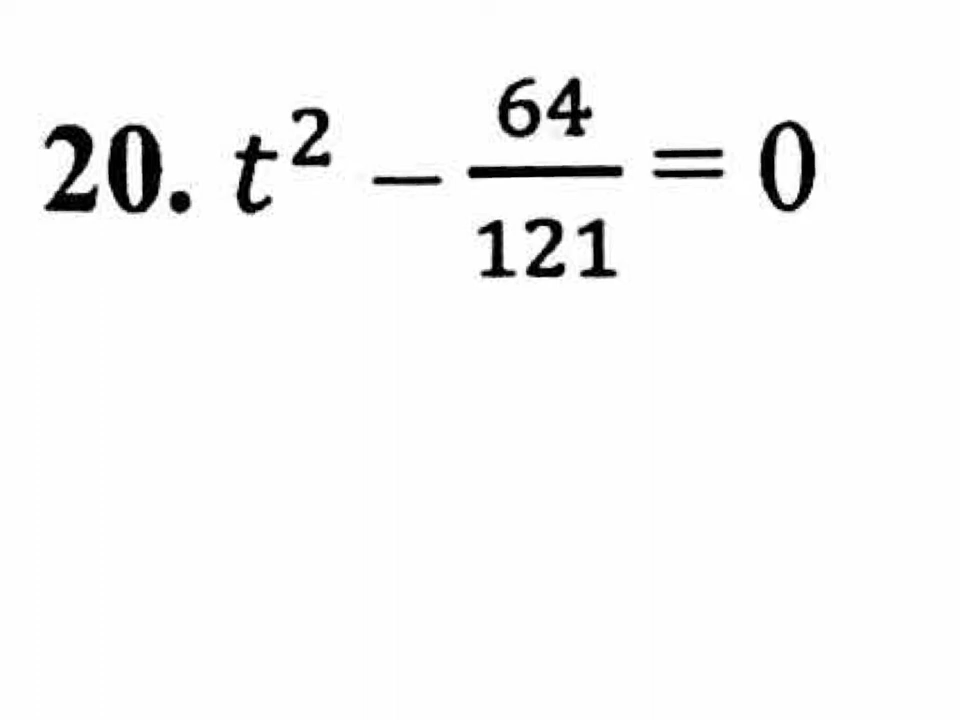 20. t² − 64/121 = 0